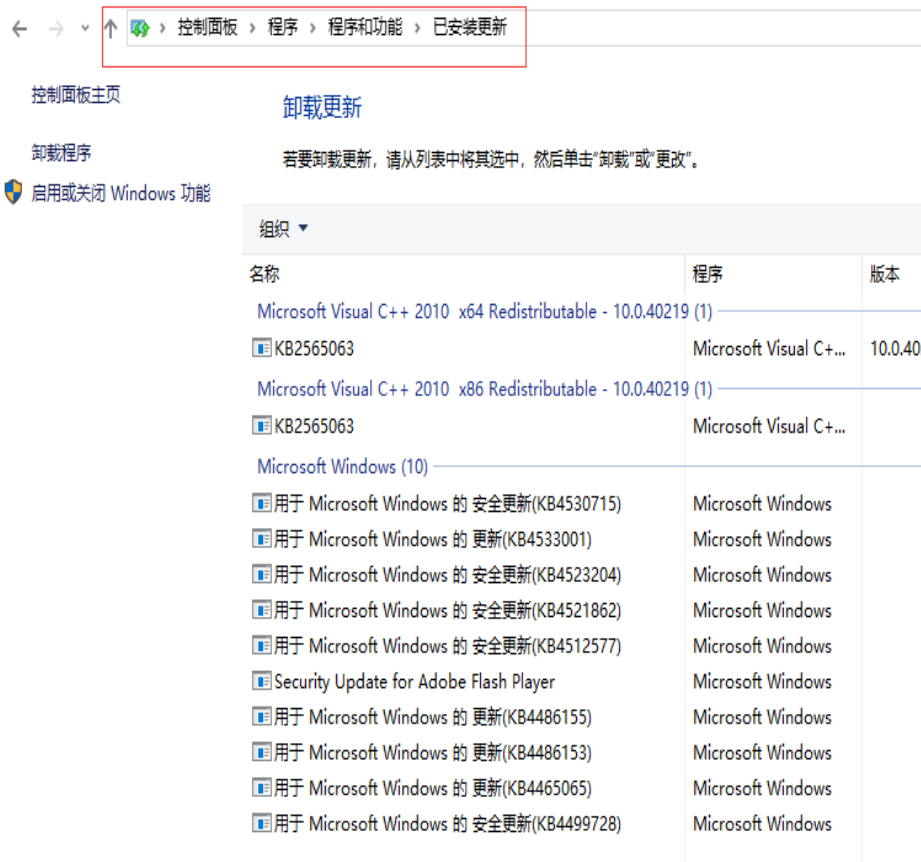 控制面板 > 程序 > 程序和功能 > 已安装更新
控制面板主页
卸载程序
启用或关闭 Windows 功能
卸载更新
若要卸载更新，请从列表中将其选中，然后单击“卸载”或“更改”。
组织
名称 程序 版本
Microsoft Visual C++ 2010 x64 Redistributable - 10.0.40219 (1)
KB2565063 Microsoft Visual C+... 10.0.40
Microsoft Visual C++ 2010 x86 Redistributable - 10.0.40219 (1)
KB2565063 Microsoft Visual C+...
Microsoft Windows (10)
用于 Microsoft Windows 的 安全更新(KB4530715) Microsoft Windows
用于 Microsoft Windows 的 更新(KB4533001) Microsoft Windows
用于 Microsoft Windows 的 安全更新(KB4523204) Microsoft Windows
用于 Microsoft Windows 的 安全更新(KB4521862) Microsoft Windows
用于 Microsoft Windows 的 安全更新(KB4512577) Microsoft Windows
Security Update for Adobe Flash Player Microsoft Windows
用于 Microsoft Windows 的 更新(KB4486155) Microsoft Windows
用于 Microsoft Windows 的 更新(KB4486153) Microsoft Windows
用于 Microsoft Windows 的 更新(KB4465065) Microsoft Windows
用于 Microsoft Windows 的 安全更新(KB4499728) Microsoft Windows